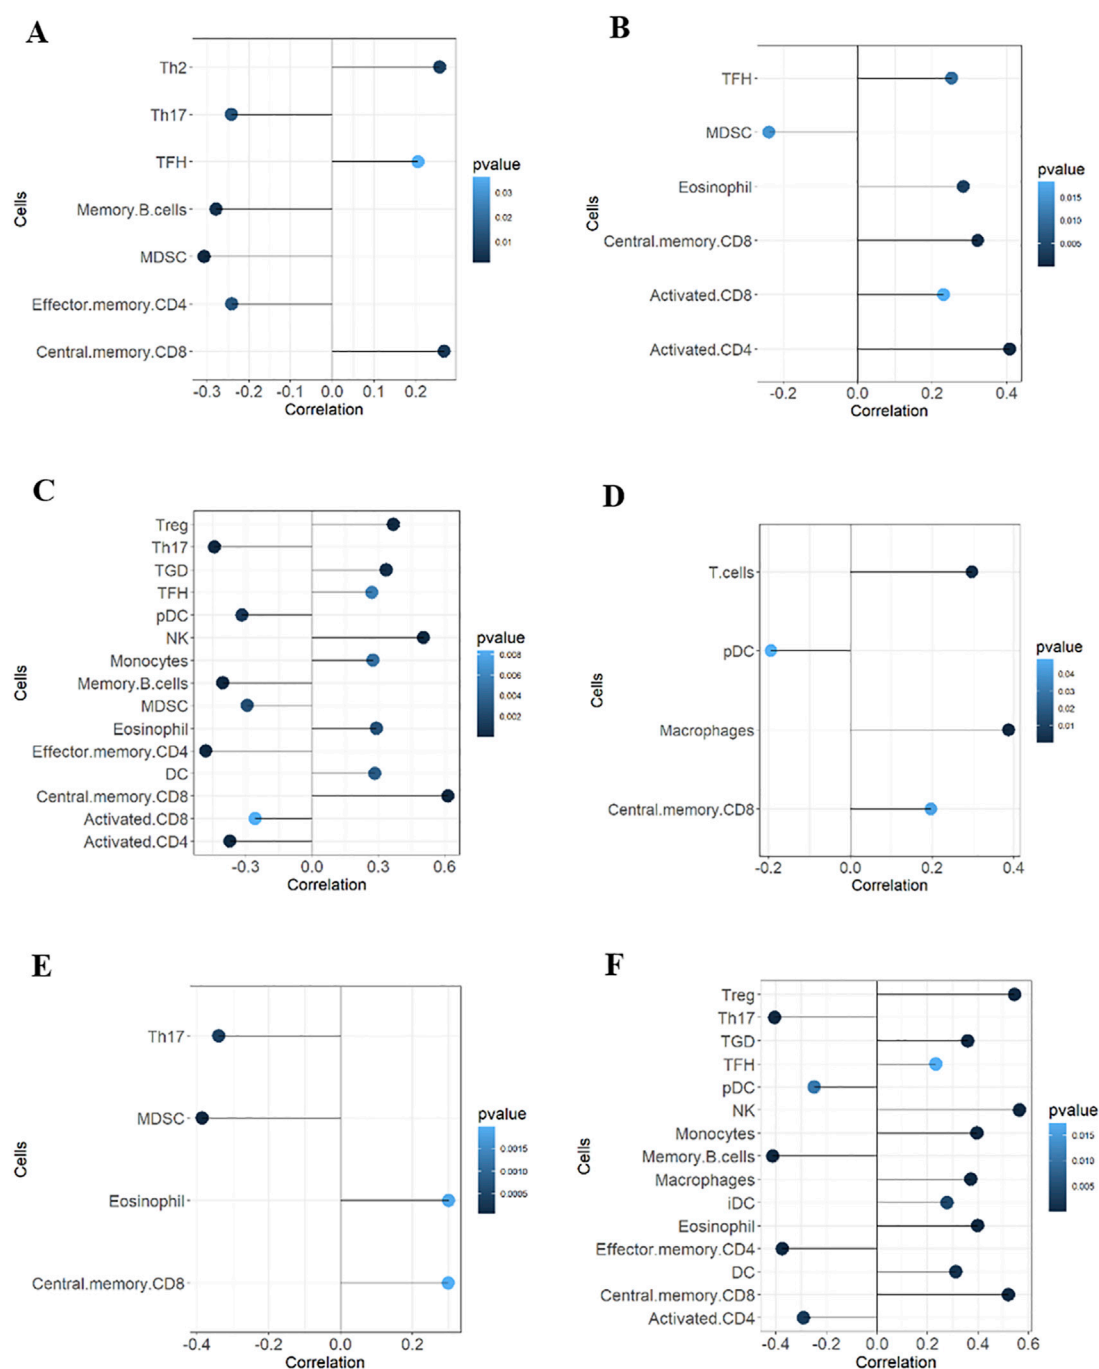 A
Th2
Th17
TFH
Memory.B.cells
MDSC
Effector.memory.CD4
Central.memory.CD8
Cells
-0.3 -0.2 -0.1 0.0 0.1 0.2
Correlation
pvalue
0.03
0.02
0.01
B
TFH
MDSC
Eosinophil
Central.memory.CD8
Activated.CD8
Activated.CD4
Cells
-0.2 0.0 0.2 0.4
Correlation
pvalue
0.015
0.010
0.005
C
Treg
Th17
TGD
TFH
pDC
NK
Monocytes
Memory.B.cells
MDSC
Eosinophil
Effector.memory.CD4
DC
Central.memory.CD8
Activated.CD8
Activated.CD4
Cells
-0.3 0.0 0.3 0.6
Correlation
pvalue
0.008
0.006
0.004
0.002
D
T.cells
pDC
Macrophages
Central.memory.CD8
Cells
-0.2 0.0 0.2 0.4
Correlation
pvalue
0.04
0.03
0.02
0.01
E
Th17
MDSC
Eosinophil
Central.memory.CD8
Cells
-0.4 -0.2 0.0 0.2
Correlation
pvalue
0.0015
0.0010
0.0005
F
Treg
Th17
TGD
TFH
pDC
NK
Monocytes
Memory.B.cells
Macrophages
iDC
Eosinophil
Effector.memory.CD4
DC
Central.memory.CD8
Activated.CD4
Cells
-0.4 -0.2 0.0 0.2 0.4 0.6
Correlation
pvalue
0.015
0.010
0.005